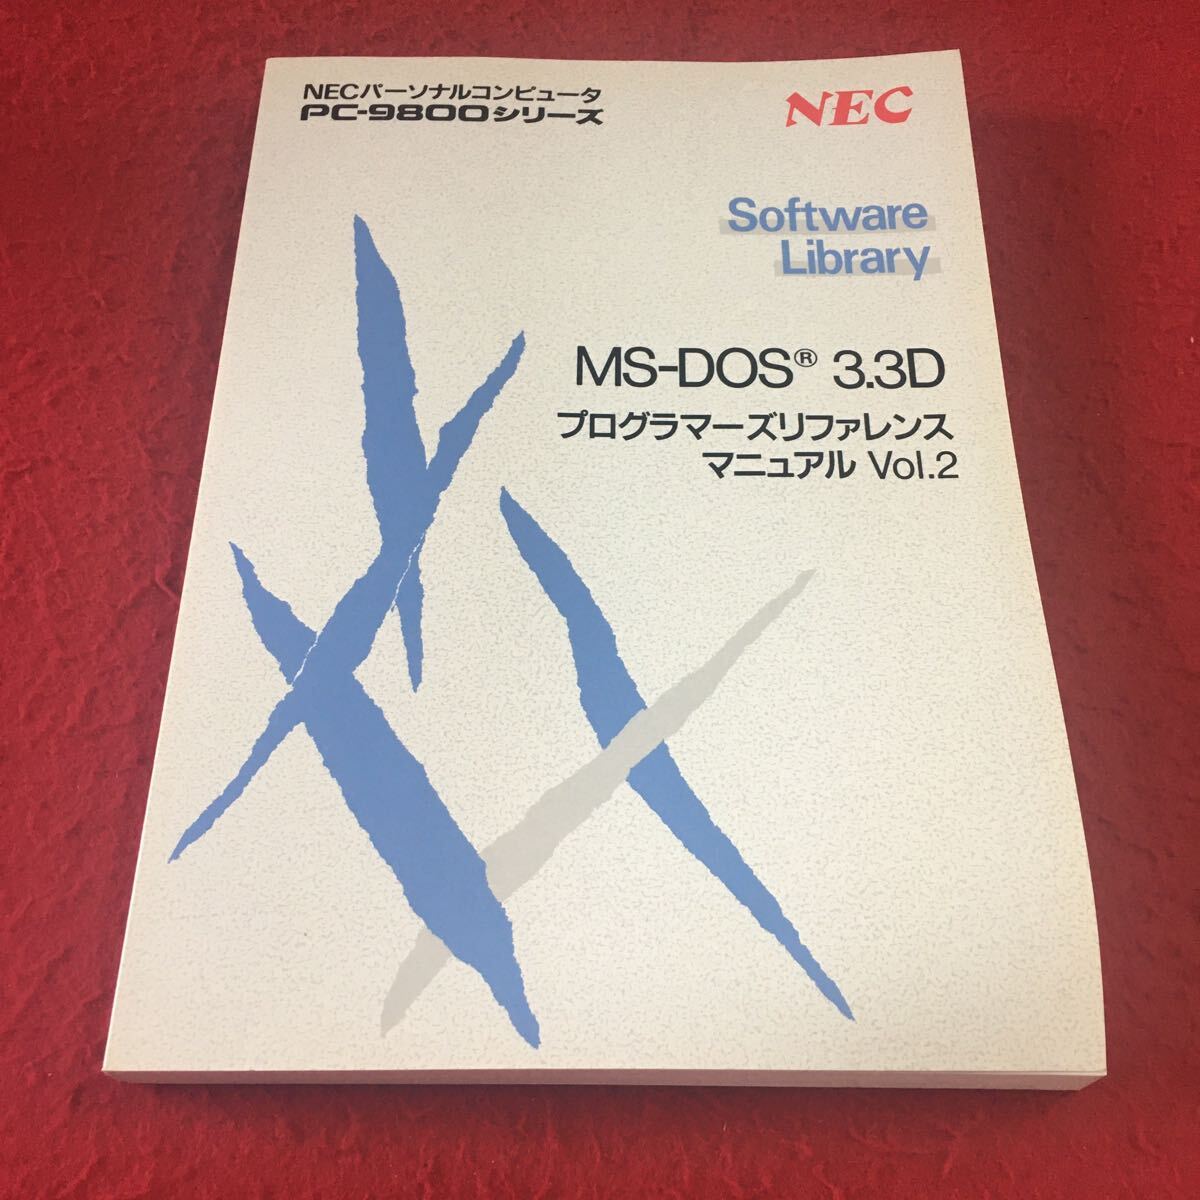 NECパーソナルコンピュータ
PC-9800シリーズ
NEC
Software
Library
MS-DOS® 3.3D
プログラマーズリファレンス
マニュアル Vol.2